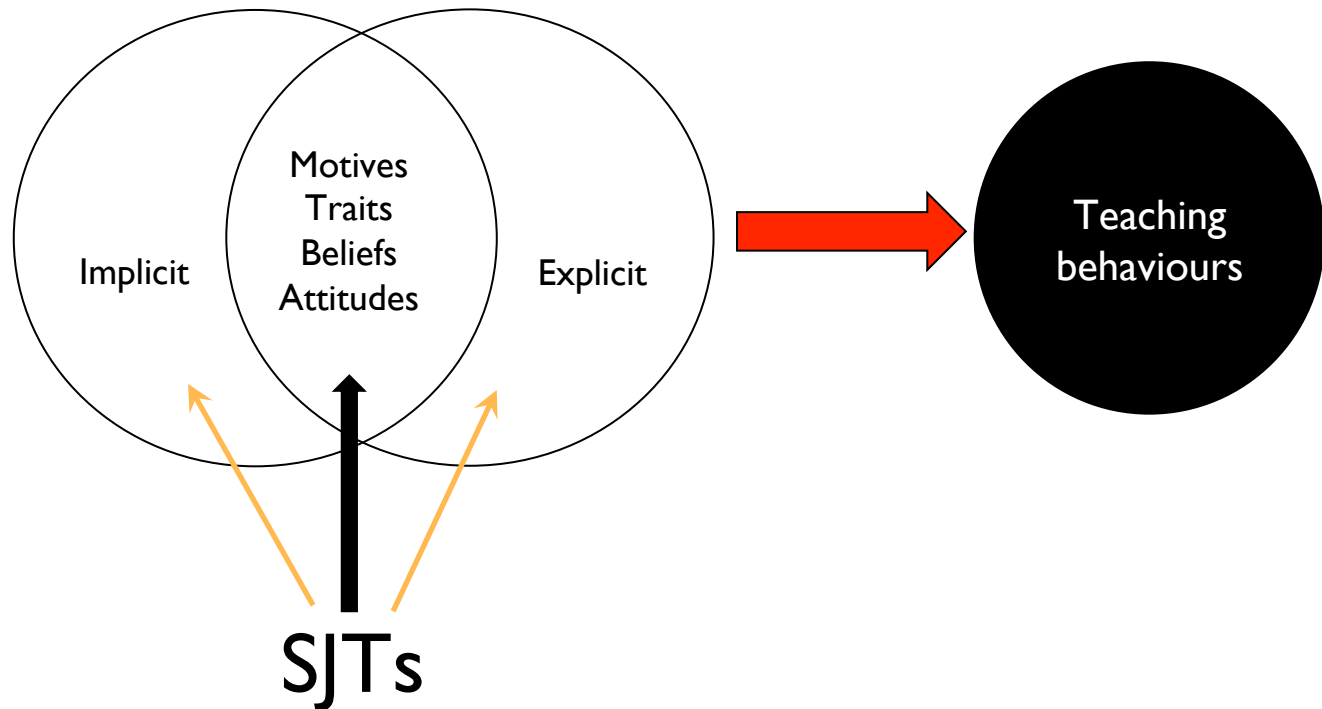 Motives
Traits
Beliefs
Attitudes
Implicit
Explicit
Teaching
behaviours
SJTs